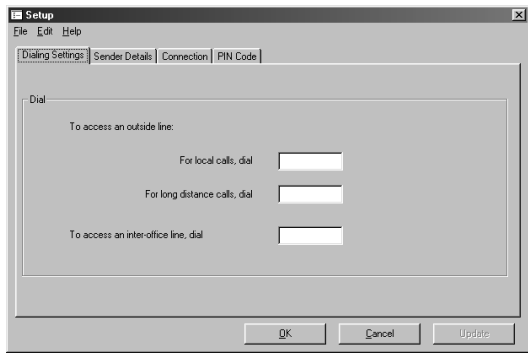 Setup
File Edit Help
Dialing Settings Sender Details Connection PIN Code
Dial
To access an outside line:
For local calls, dial
For long distance calls, dial
To access an inter-office line, dial
OK Cancel Update